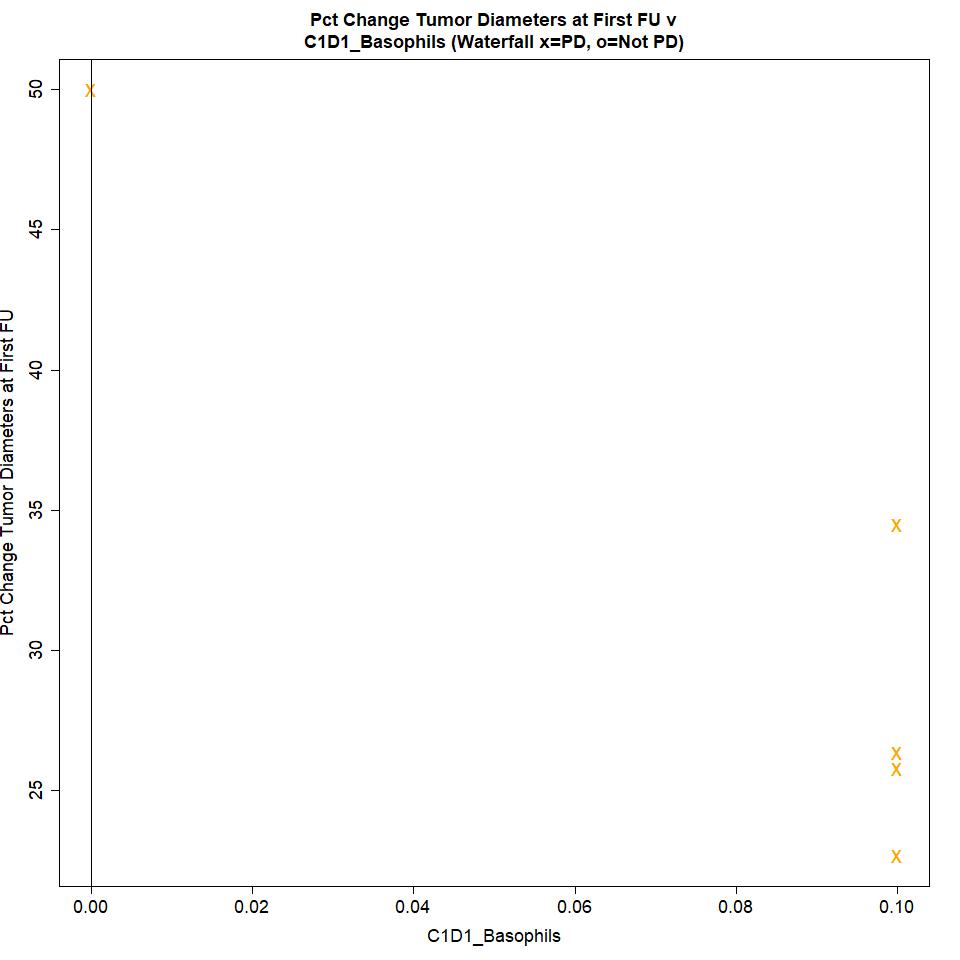 Pct Change Tumor Diameters at First FU v
C1D1_Basophils (Waterfall x=PD, o=Not PD)
Pct Change Tumor Diameters at First FU
50
45
40
35
30
25
X
X
X
X
X
0.00
0.02
0.04
0.06
0.08
0.10
C1D1_Basophils